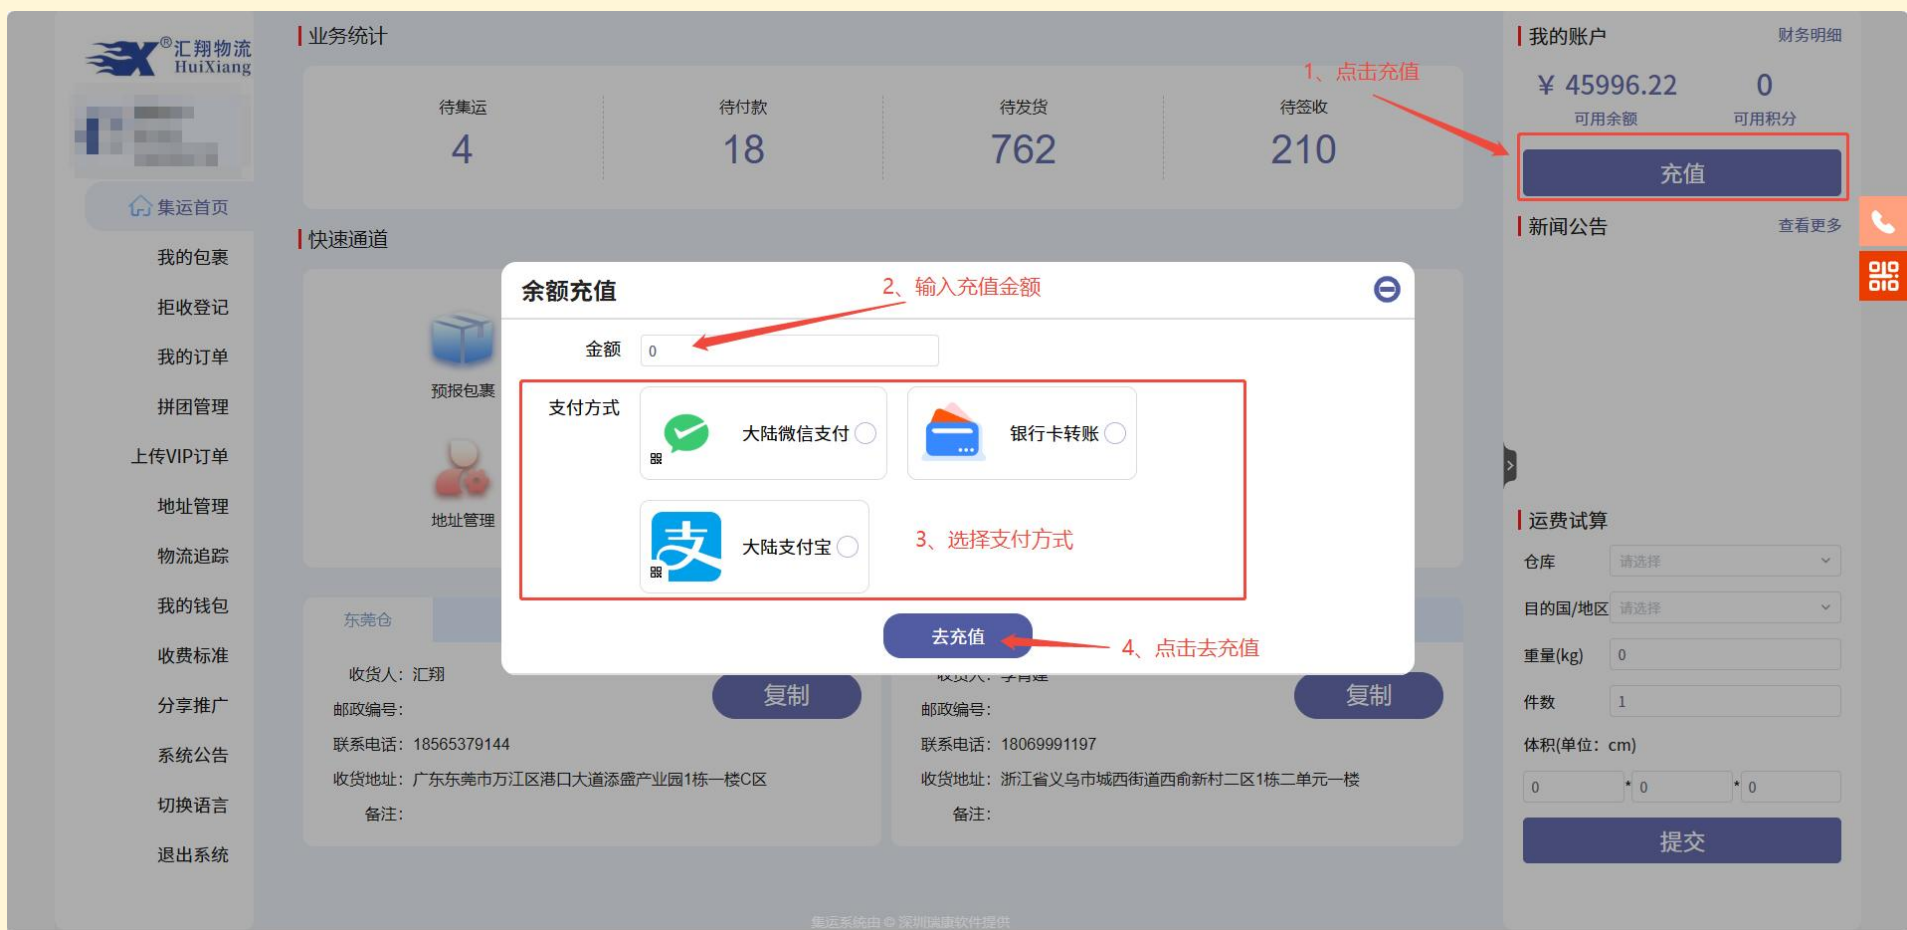 ®汇翔物流
HuiXiang
集运首页
我的包裹
拒收登记
我的订单
拼团管理
上传VIP订单
地址管理
物流追踪
我的钱包
收费标准
分享推广
系统公告
切换语言
退出系统
业务统计
待集运
4
待付款
18
待发货
762
待签收
210
1、点击充值
快速通道
预报包裹
地址管理
余额充值
2、输入充值金额
金额
0
支付方式
大陆微信支付
银行卡转账
大陆支付宝
3、选择支付方式
去充值
4、点击去充值
东莞仓
收货人：汇翔
复制
邮政编号：
联系电话：18565379144
收货地址：广东东莞市万江区港口大道添盛产业园1栋一楼C区
备注：
复制
邮政编号：
联系电话：18069991197
收货地址：浙江省义乌市城西街道西俞新村二区1栋二单元一楼
备注：
我的账户
财务明细
¥ 45996.22
0
可用余额
可用积分
充值
新闻公告
查看更多
运费试算
仓库
请选择
目的国/地区
请选择
重量(kg)
0
件数
1
体积(单位：cm)
0 * 0 * 0
提交
集运系统由 © 深圳瑞康软件提供